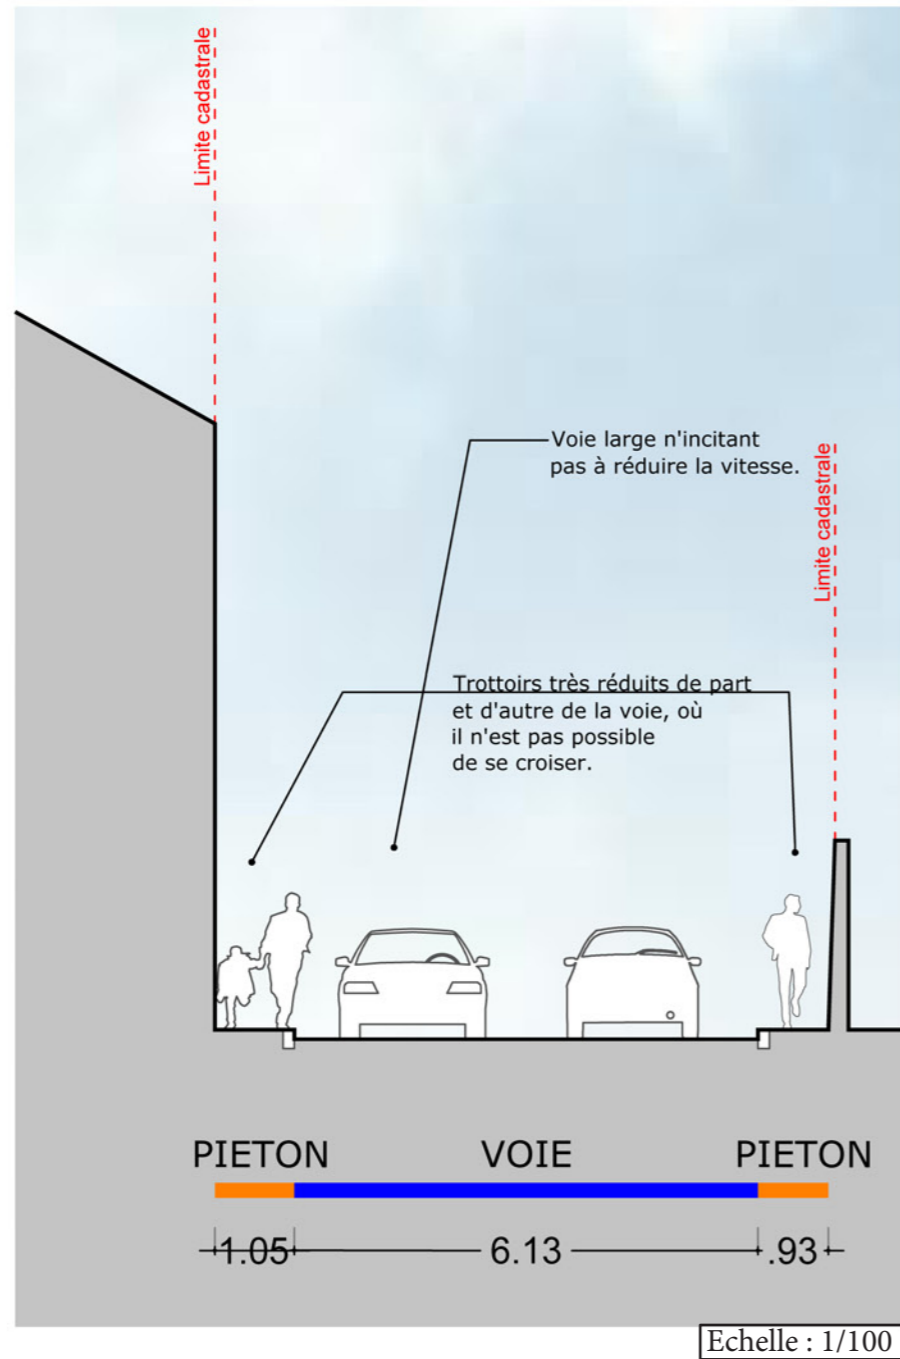 Limite cadastrale
Voie large n'incitant
pas à réduire la vitesse.
Limite cadastrale
Trottoirs très réduits de part
et d'autre de la voie, où
il n'est pas possible
de se croiser.
PIETON VOIE PIETON
1.05 6.13 .93
Echelle : 1/100